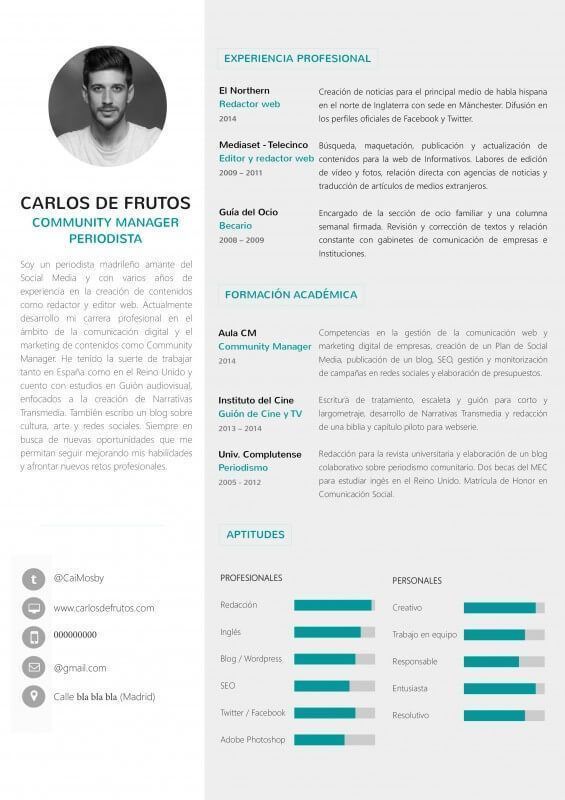 CARLOS DE FRUTOS
COMMUNITY MANAGER
PERIODISTA
Soy un periodista madrileño amante del
Social Media y con varios años de
experiencia en la creación de contenidos
como redactor y editor web. Actualmente
desarrollo mi carrera profesional en el
ámbito de la comunicación digital y el
marketing de contenidos como Community
Manager. He tenido la suerte de trabajar
tanto en España como en el Reino Unido y
cuento con estudios en Guión audiovisual,
enfocados a la creación de Narrativas
Transmedia. También escribo un blog sobre
cultura, arte y redes sociales. Siempre en
busca de nuevas oportunidades que me
permitan seguir mejorando mis habilidades
y afrontar nuevos retos profesionales.
@CaiMosby
www.carlosdefrutos.com
000000000
@gmail.com
Calle bla bla bla (Madrid)
EXPERIENCIA PROFESIONAL
El Northern
Redactor web
2014
Creación de noticias para el principal medio de habla hispana
en el norte de Inglaterra con sede en Mánchester. Difusión en
los perfiles oficiales de Facebook y Twitter.
Mediaset - Telecinco
Editor y redactor web
2009 – 2011
Búsqueda, maquetación, publicación y actualización de
contenidos para la web de Informativos. Labores de edición
de vídeo y fotos, relación directa con agencias de noticias y
traducción de artículos de medios extranjeros.
Guía del Ocio
Becario
2008 – 2009
Encargado de la sección de ocio familiar y una columna
semanal firmada. Revisión y corrección de textos y relación
constante con gabinetes de comunicación de empresas e
Instituciones.
FORMACIÓN ACADÉMICA
Aula CM
Community Manager
2014
Competencias en la gestión de la comunicación web y
marketing digital de empresas, creación de un Plan de Social
Media, publicación de un blog, SEO, gestión y monitorización
de campañas en redes sociales y elaboración de presupuestos.
Instituto del Cine
Guión de Cine y TV
2013 – 2014
Escritura de tratamiento, escaleta y guión para corto y
largometraje, desarrollo de Narrativas Transmedia y redacción
de una biblia y capítulo piloto para webserie.
Univ. Complutense
Periodismo
2005 - 2012
Redacción para la revista universitaria y elaboración de un blog
colaborativo sobre periodismo comunitario. Dos becas del MEC
para estudiar ingés en el Reino Unido. Matrícula de Honor en
Comunicación Social.
APTITUDES
PROFESIONALES
Redacción
Inglés
Blog / Wordpress
SEO
Twitter / Facebook
Adobe Photoshop
PERSONALES
Creativo
Trabajo en equipo
Responsable
Entusiasta
Resolutivo